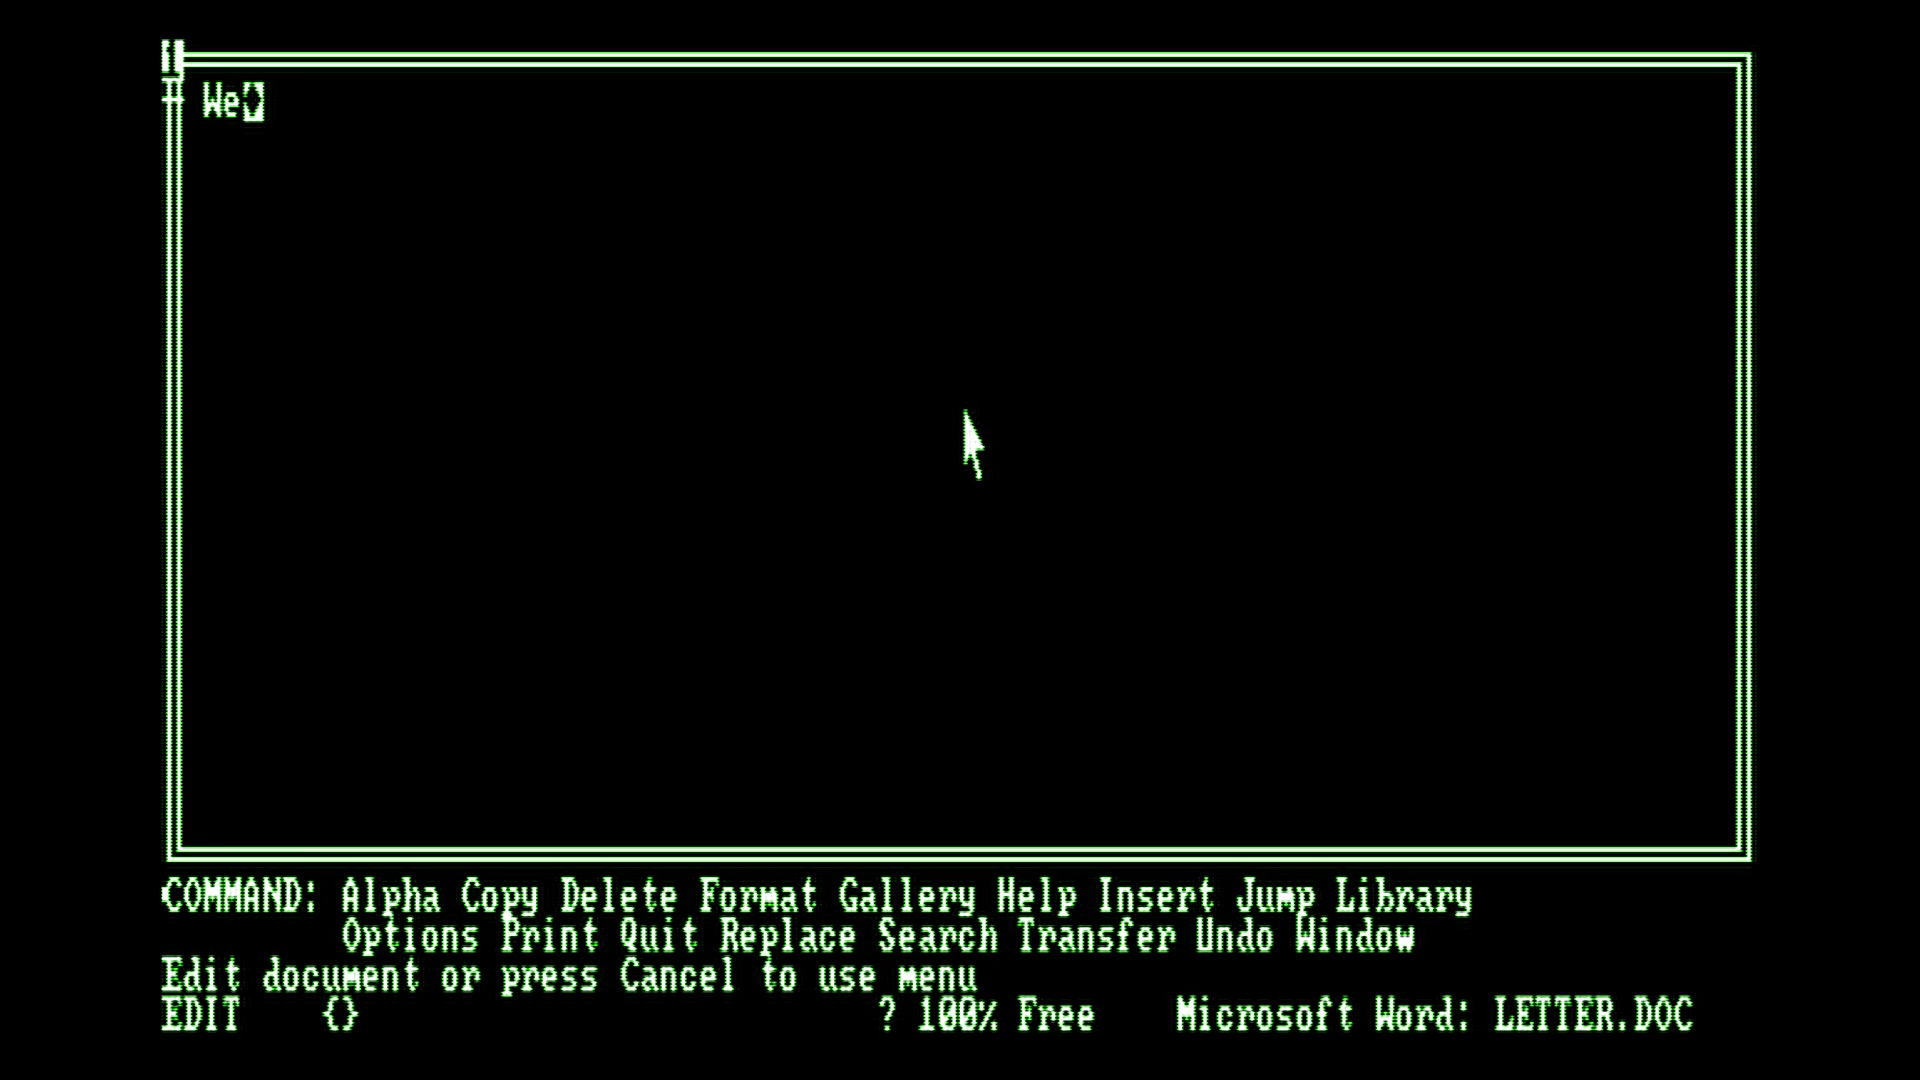 We
COMMAND: Alpha Copy Delete Format Gallery Help Insert Jump Library
Options Print Quit Replace Search Transfer Undo Window
Edit document or press Cancel to use menu
EDIT {} ? 100% Free Microsoft Word: LETTER.DOC